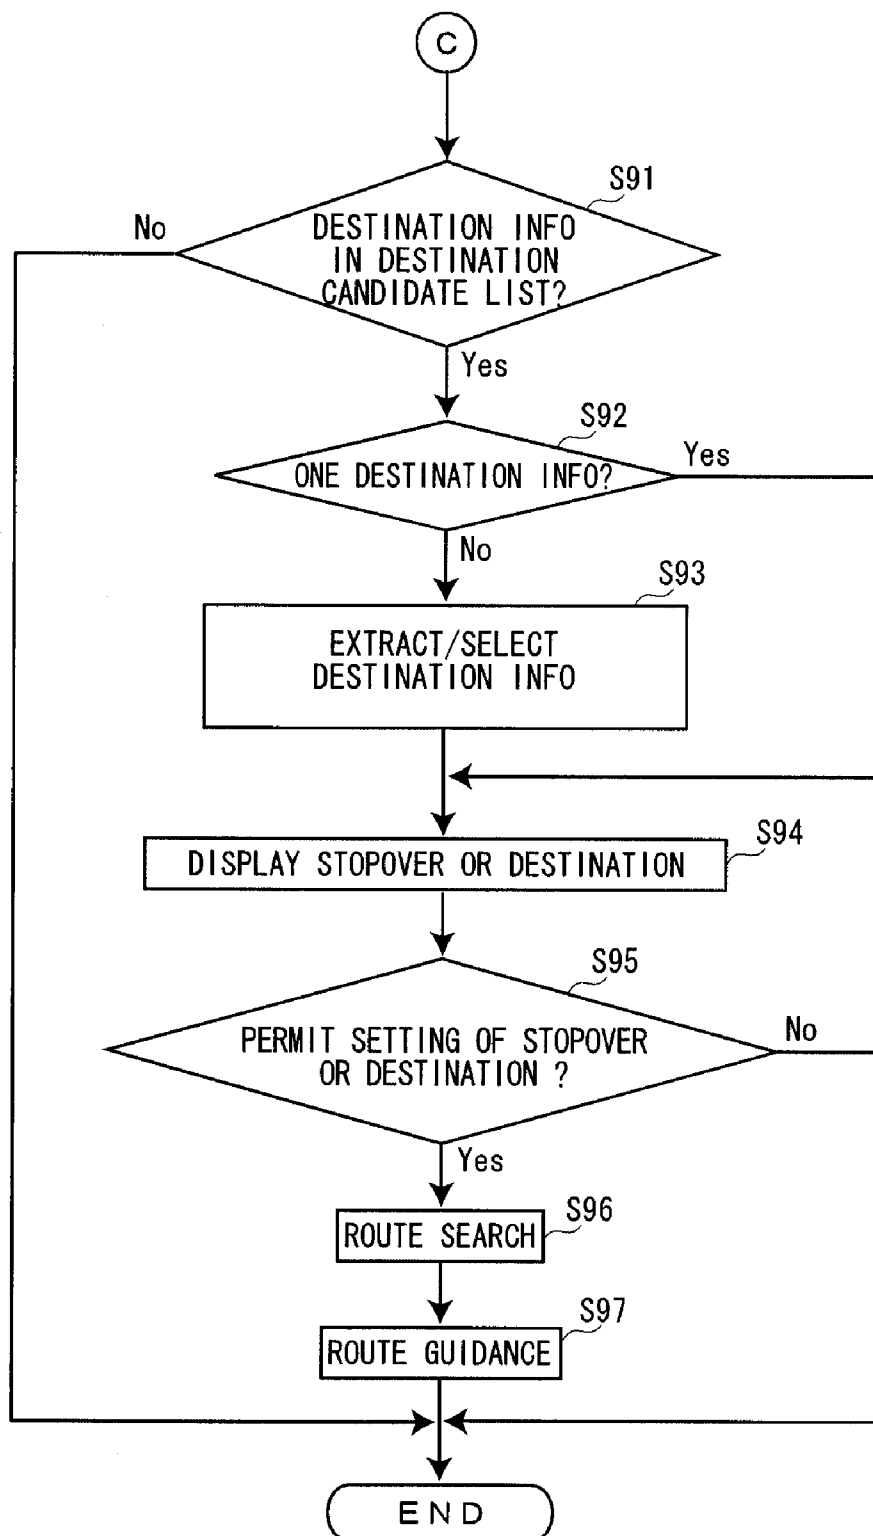 C
S91
No
DESTINATION INFO
IN DESTINATION
CANDIDATE LIST?
Yes
S92
Yes
ONE DESTINATION INFO?
No
S93
EXTRACT/SELECT
DESTINATION INFO
S94
DISPLAY STOPOVER OR DESTINATION
S95
No
PERMIT SETTING OF STOPOVER
OR DESTINATION ?
Yes
S96
ROUTE SEARCH
S97
ROUTE GUIDANCE
END